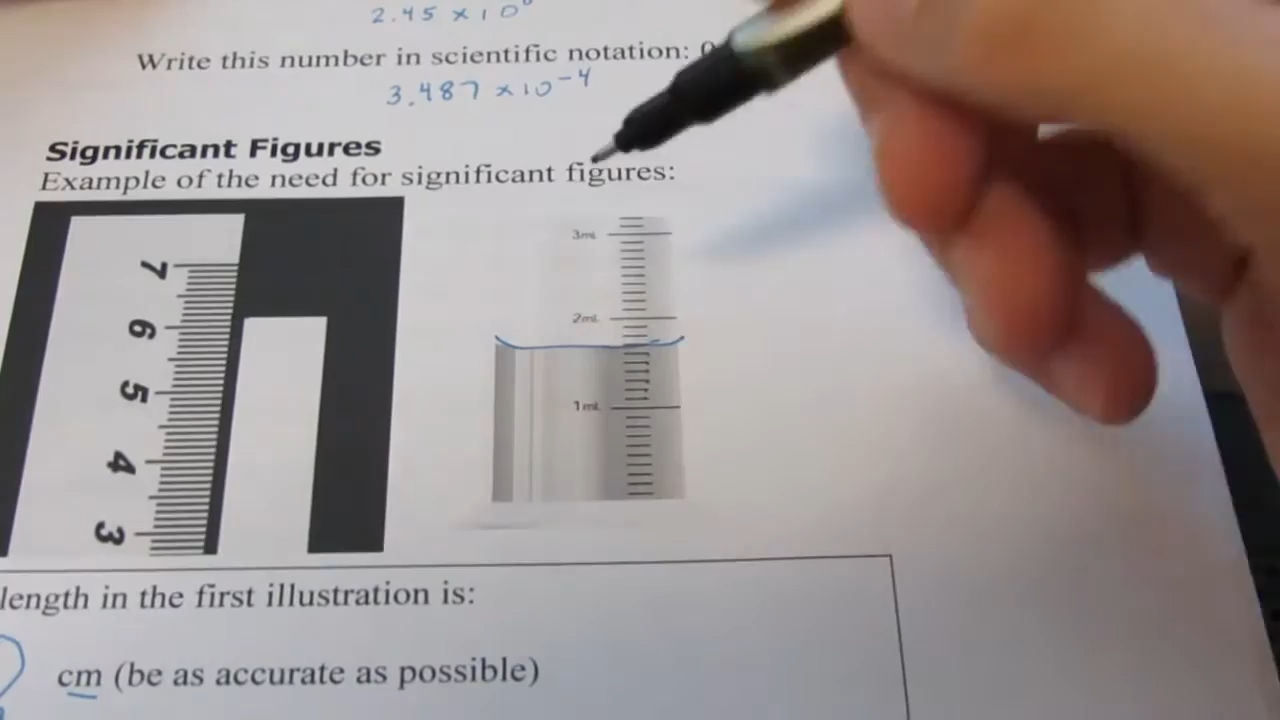 2.45 × 10
Write this number in scientific notation:
3.487 × 10⁻⁴
Significant Figures
Example of the need for significant figures:
7
6
5
4
3
3mL
2mL
1mL
length in the first illustration is:
cm (be as accurate as possible)